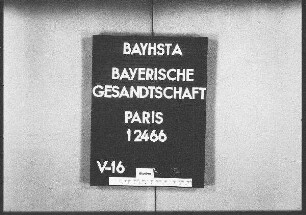 BAYHSTA
BAYERISCHE
GESANDTSCHAFT
PARIS
12466
V-16